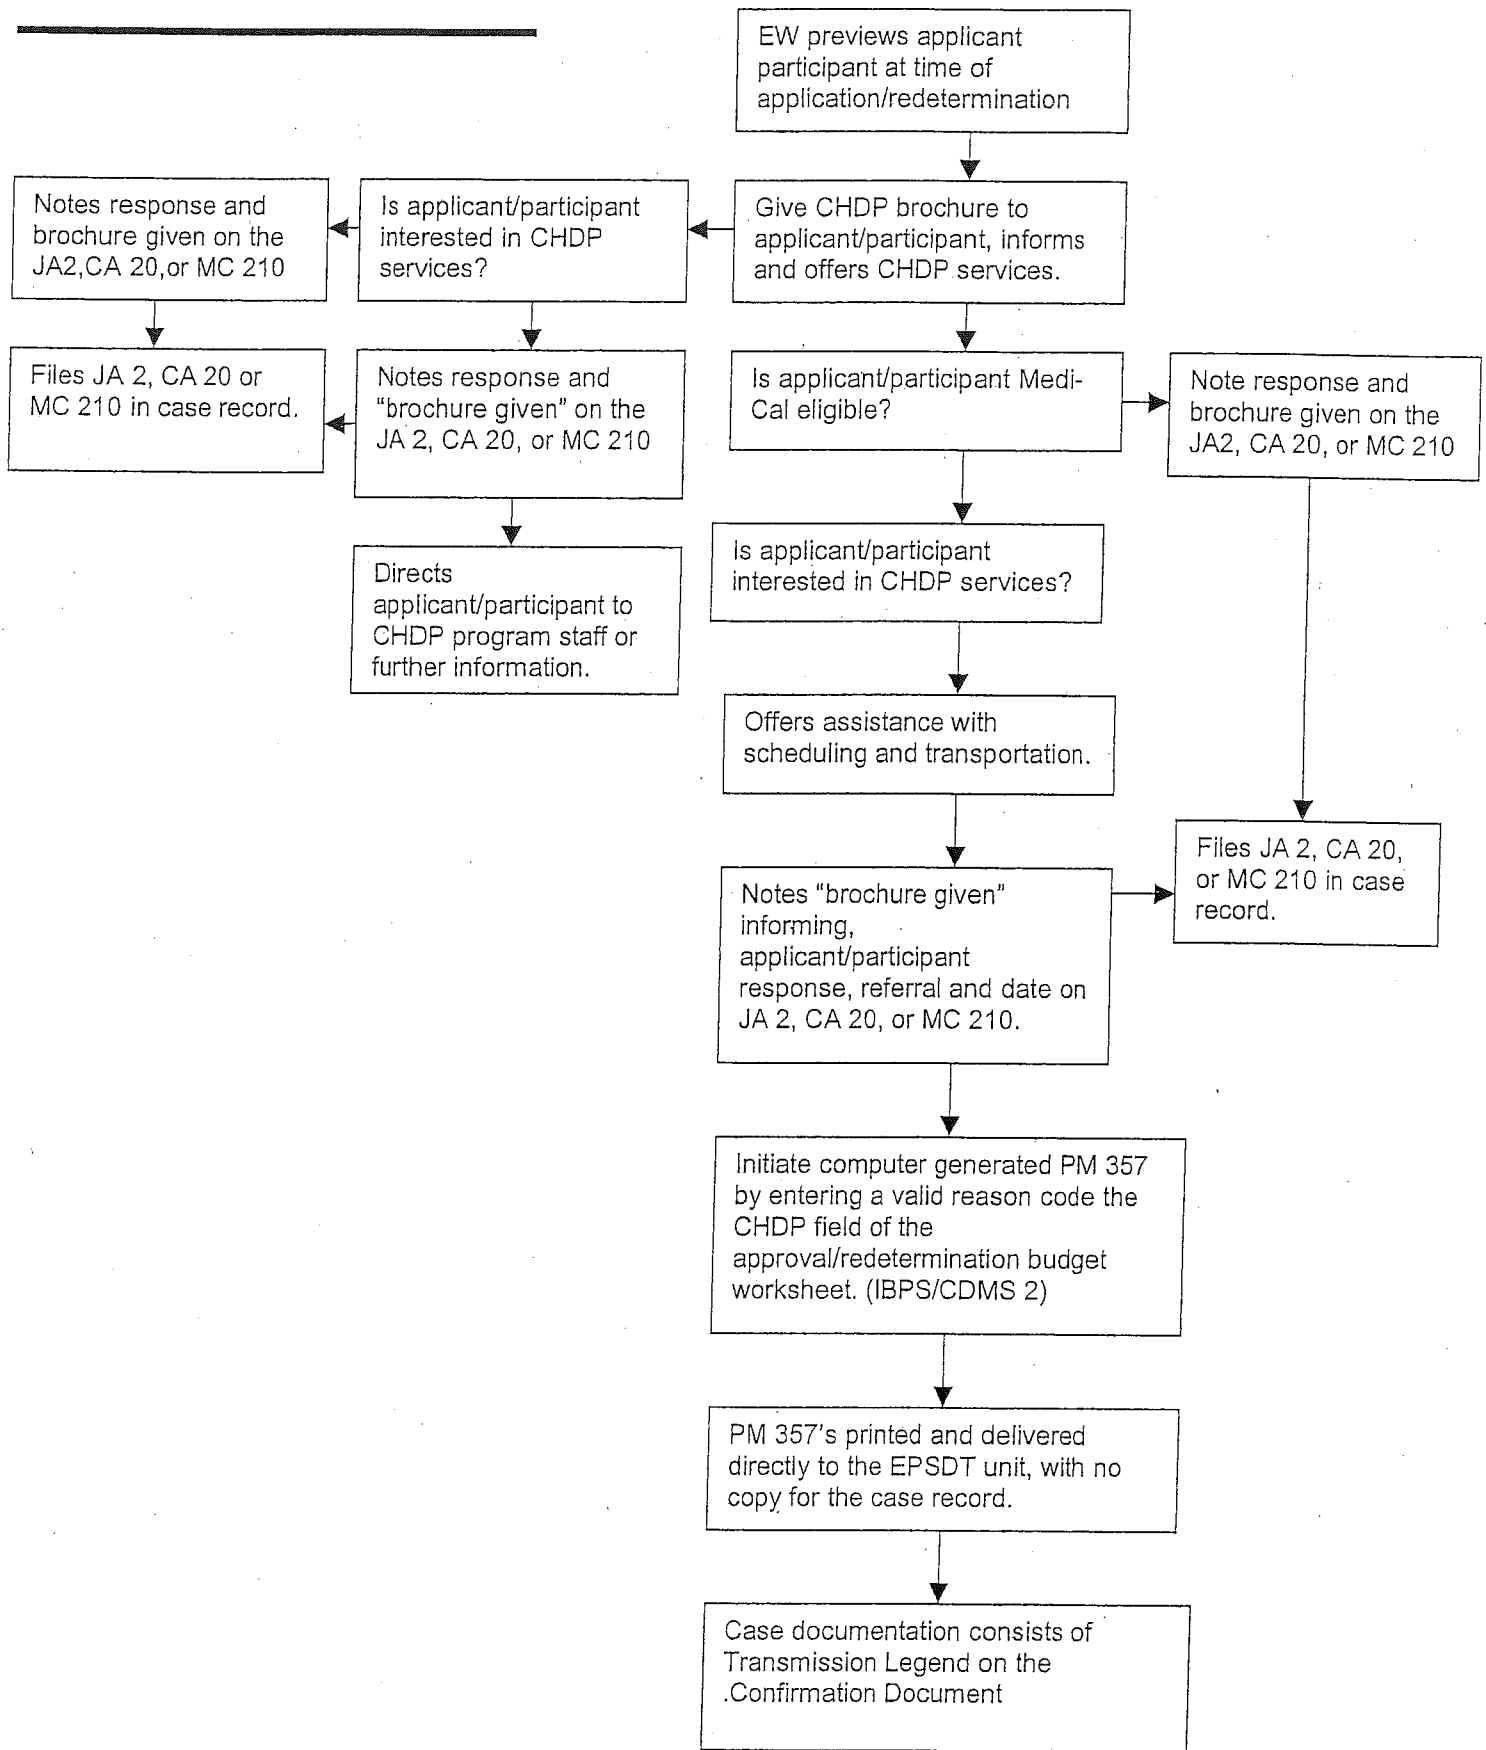 EW previews applicant
participant at time of
application/redetermination
Notes response and
brochure given on the
JA2,CA 20,or MC 210
Is applicant/participant
interested in CHDP
services?
Give CHDP brochure to
applicant/participant, informs
and offers CHDP services.
Files JA 2, CA 20 or
MC 210 in case record.
Notes response and
"brochure given" on the
JA 2, CA 20, or MC 210
Is applicant/participant Medi-
Cal eligible?
Note response and
brochure given on the
JA2, CA 20, or MC 210
Directs
applicant/participant to
CHDP program staff or
further information.
Is applicant/participant
interested in CHDP services?
Offers assistance with
scheduling and transportation.
Notes "brochure given"
informing,
applicant/participant
response, referral and date on
JA 2, CA 20, or MC 210.
Files JA 2, CA 20,
or MC 210 in case
record.
Initiate computer generated PM 357
by entering a valid reason code the
CHDP field of the
approval/redetermination budget
worksheet. (IBPS/CDMS 2)
PM 357's printed and delivered
directly to the EPSDT unit, with no
copy for the case record.
Case documentation consists of
Transmission Legend on the
.Confirmation Document